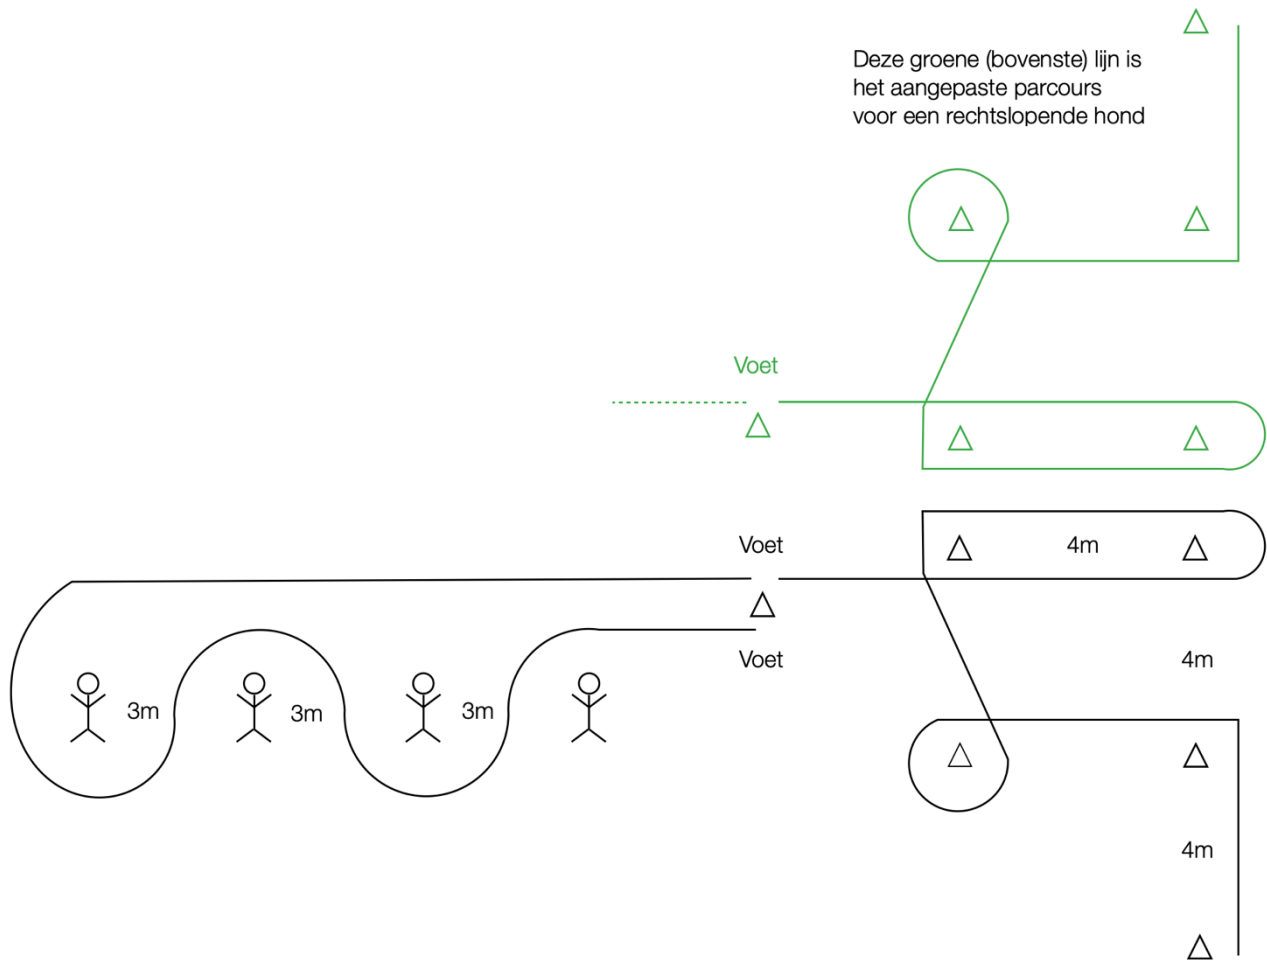 Deze groene (bovenste) lijn is
het aangepaste parcours
voor een rechtslopende hond
Voet
Voet
4m
Voet
4m
3m
3m
3m
4m